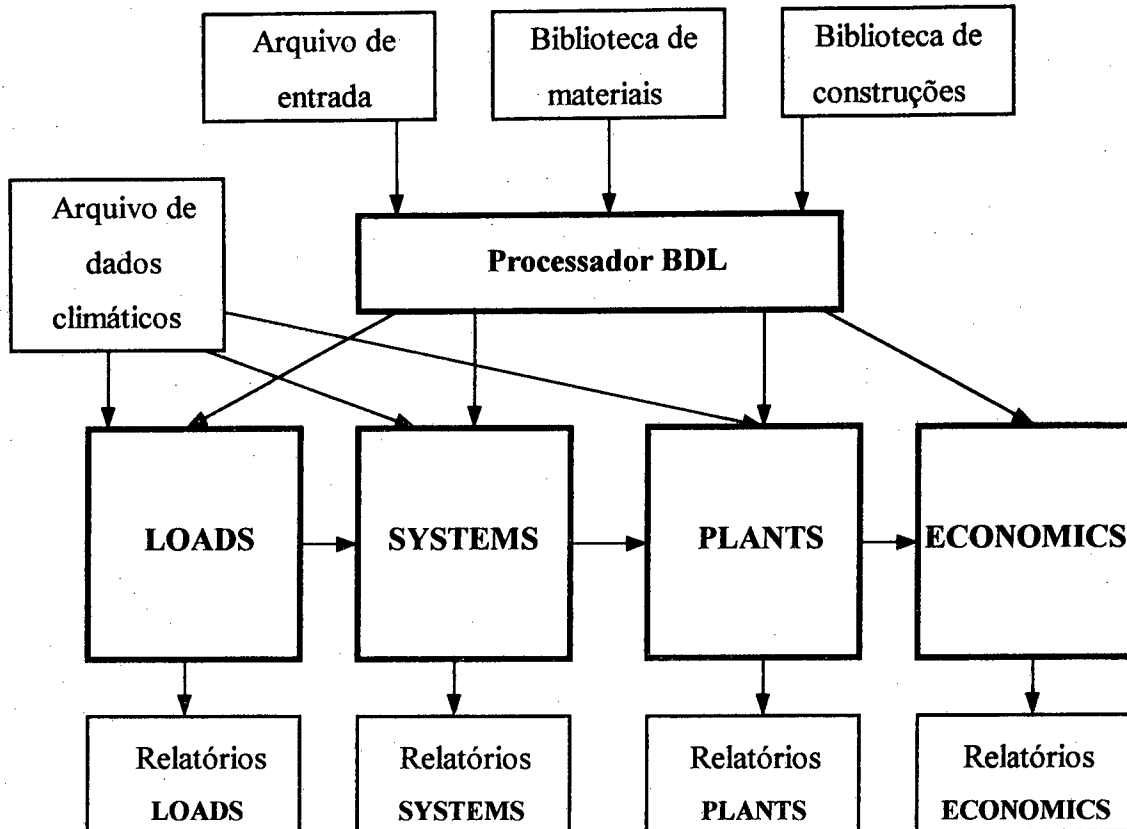 Arquivo de
entrada
Biblioteca de
materiais
Biblioteca de
construções
Arquivo de
dados
climáticos
Processador BDL
LOADS
SYSTEMS
PLANTS
ECONOMICS
Relatórios
LOADS
Relatórios
SYSTEMS
Relatórios
PLANTS
Relatórios
ECONOMICS